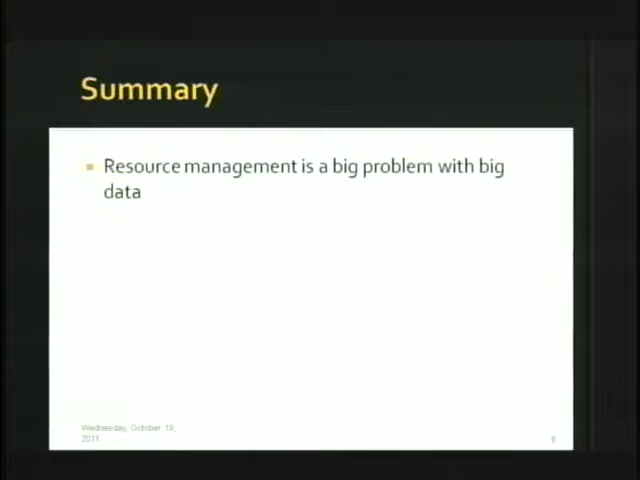 Summary
Resource management is a big problem with big
data
Wednesday, October 19,
2011